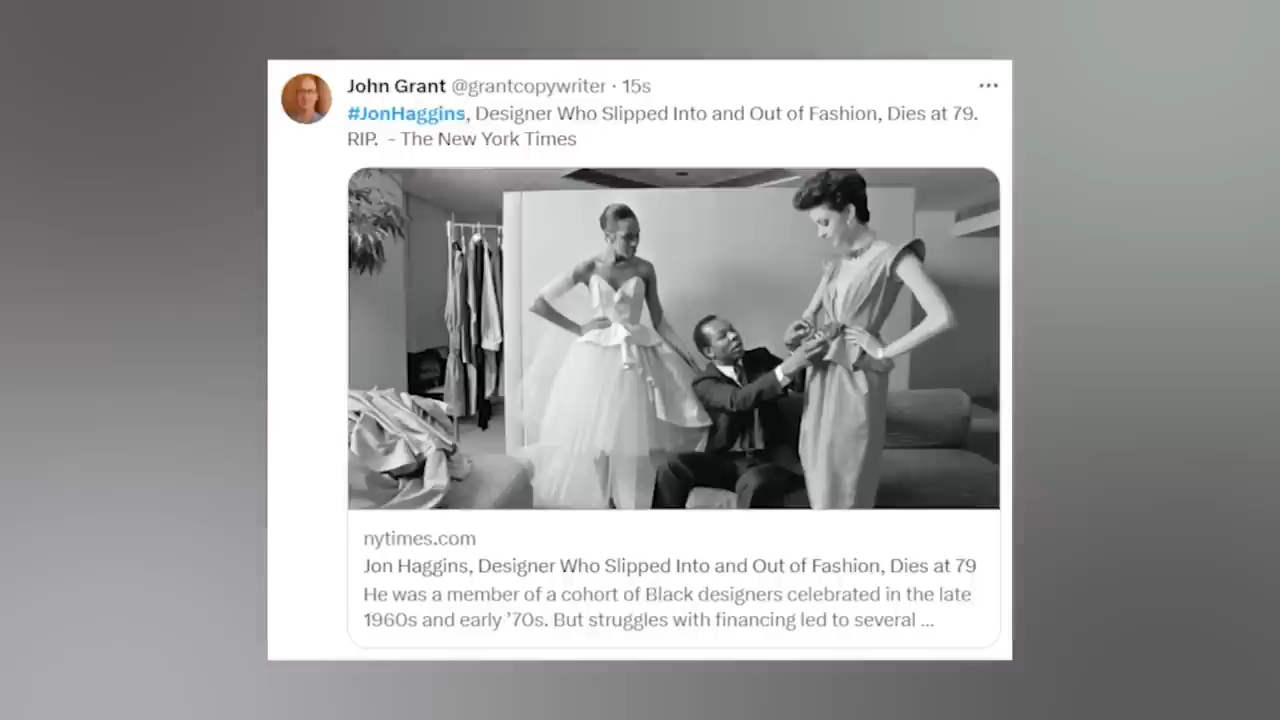 John Grant @grantcopywriter · 15s
#JonHaggins, Designer Who Slipped Into and Out of Fashion, Dies at 79.
RIP. - The New York Times
nytimes.com
Jon Haggins, Designer Who Slipped Into and Out of Fashion, Dies at 79
He was a member of a cohort of Black designers celebrated in the late
1960s and early ’70s. But struggles with financing led to several ...